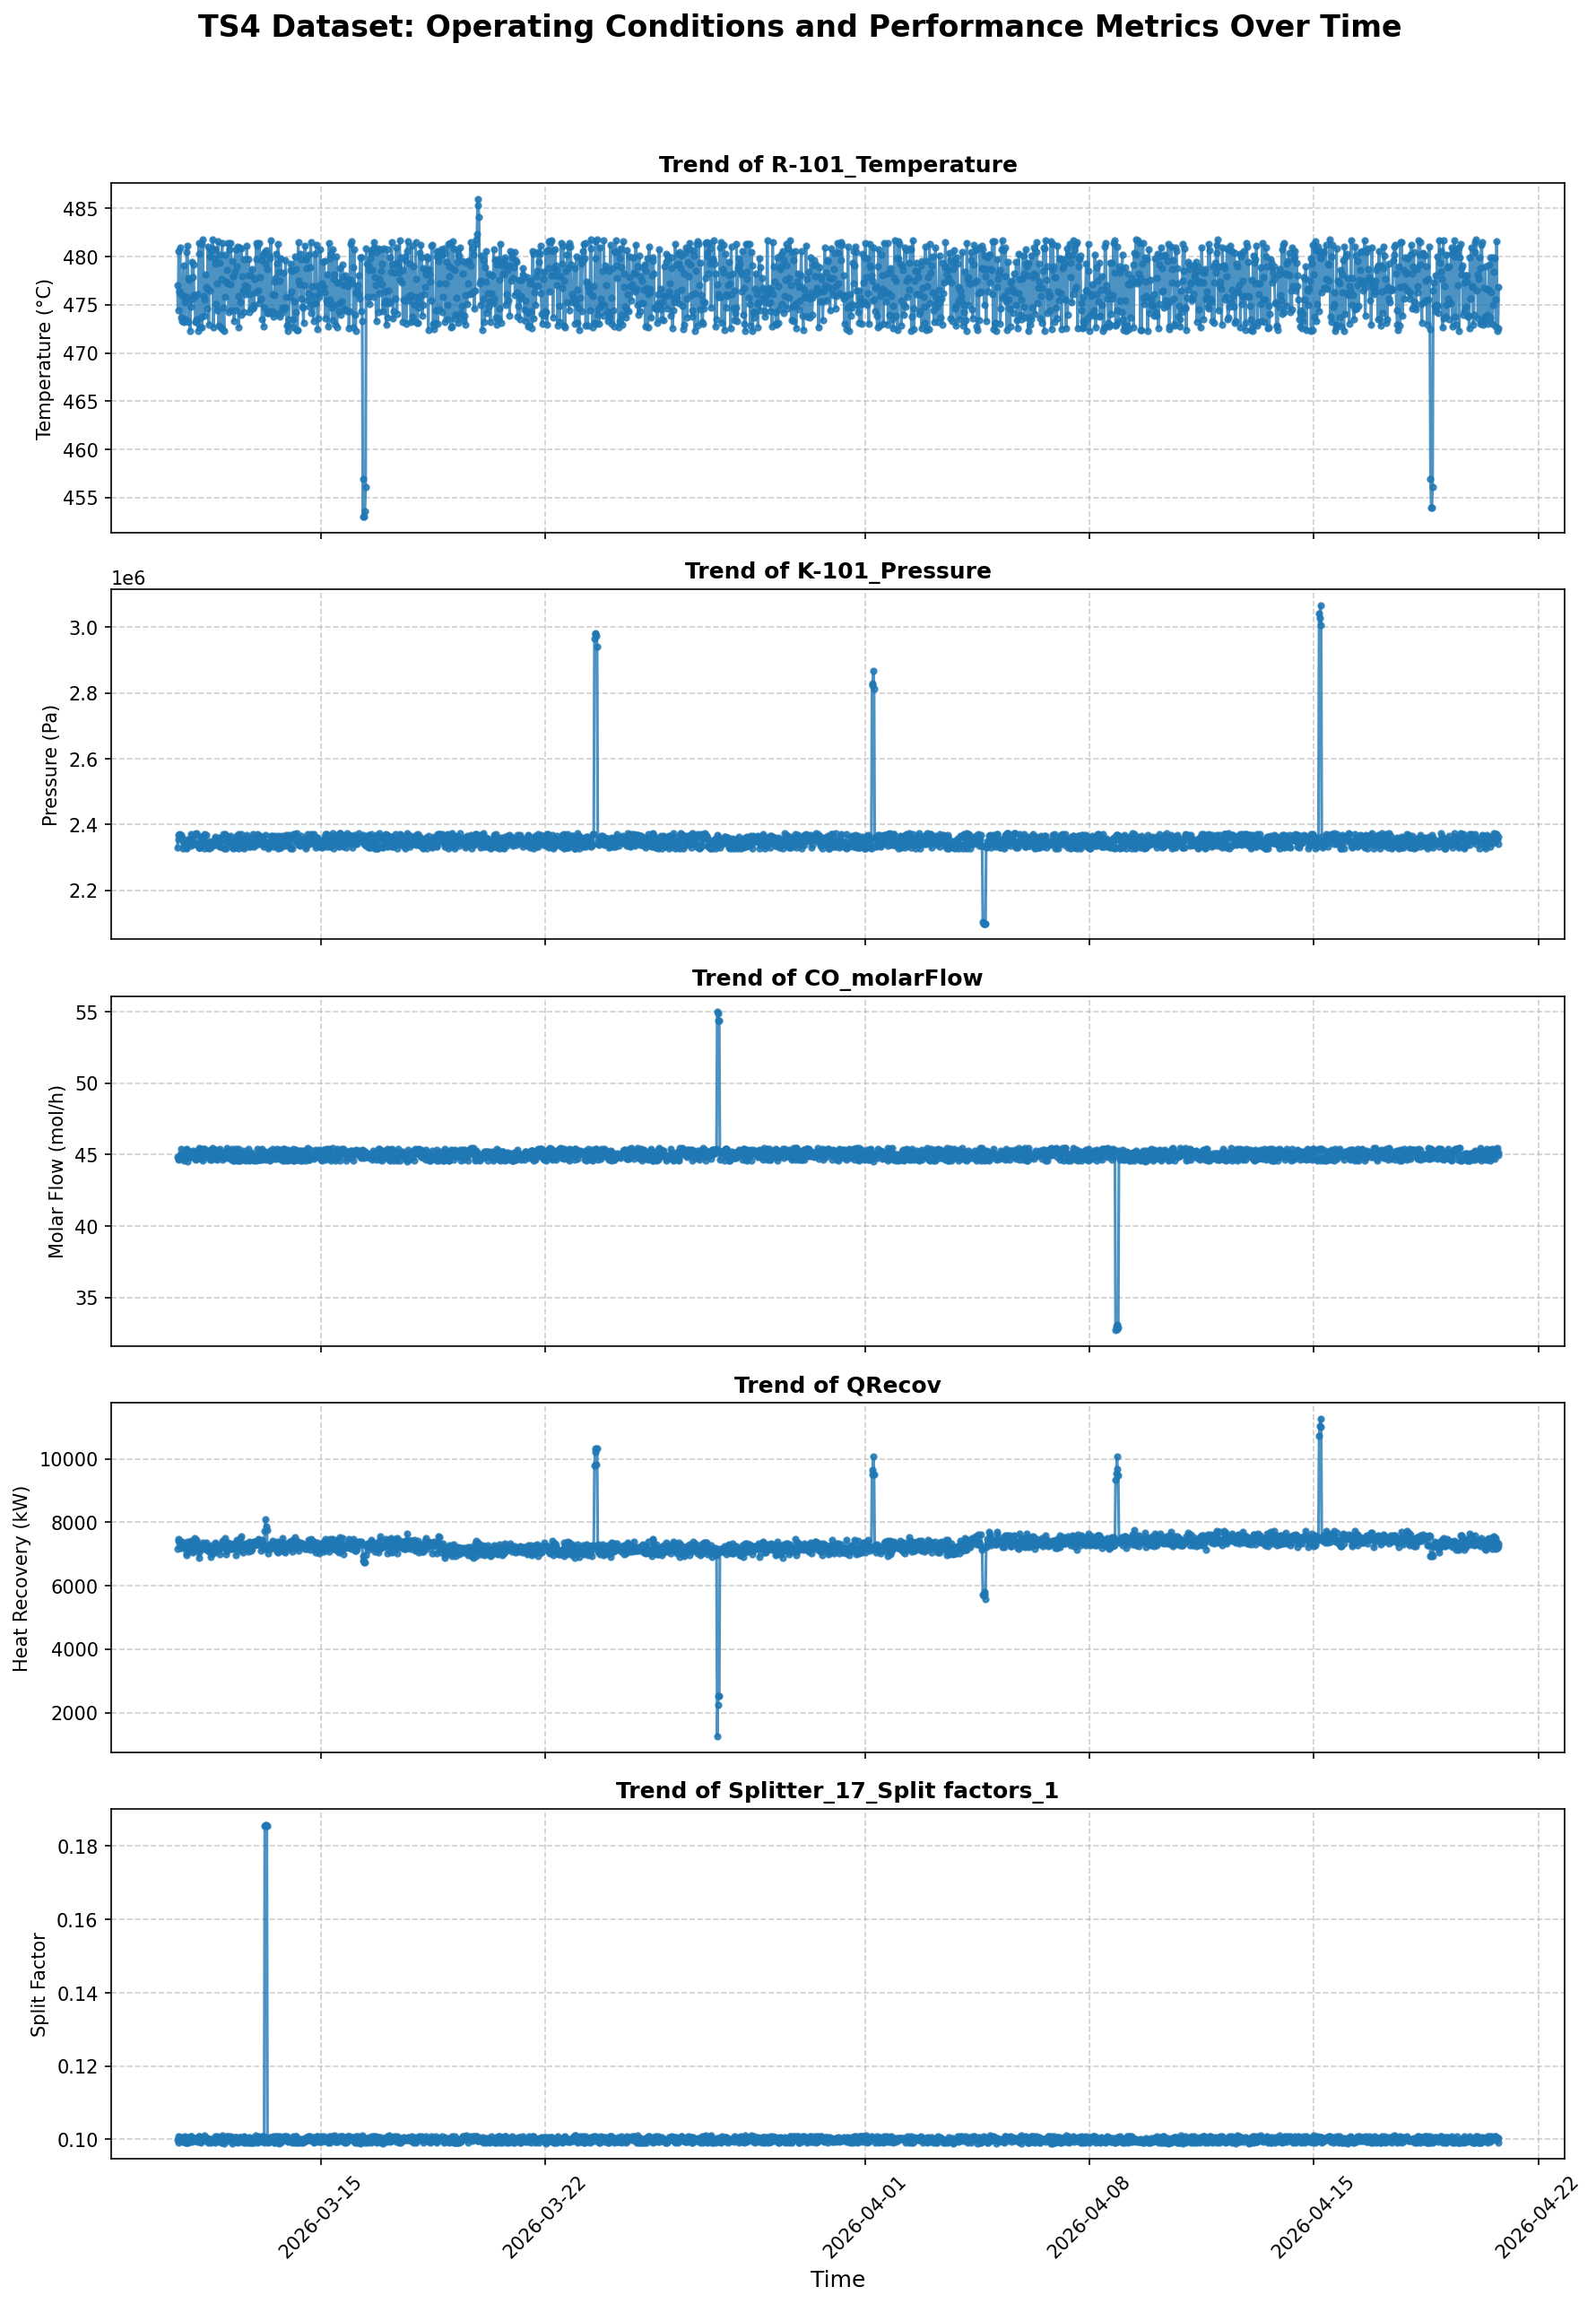 TS4 Dataset: Operating Conditions and Performance Metrics Over Time
Trend of R-101_Temperature
Temperature (°C)
485
480
475
470
465
460
455
Trend of K-101_Pressure
1e6
Pressure (Pa)
3.0
2.8
2.6
2.4
2.2
Trend of CO_molarFlow
Molar Flow (mol/h)
55
50
45
40
35
Trend of QRecov
Heat Recovery (kW)
10000
8000
6000
4000
2000
Trend of Splitter_17_Split factors_1
Split Factor
0.18
0.16
0.14
0.12
0.10
2026-03-15
2026-03-22
2026-04-01
2026-04-08
2026-04-15
2026-04-22
Time